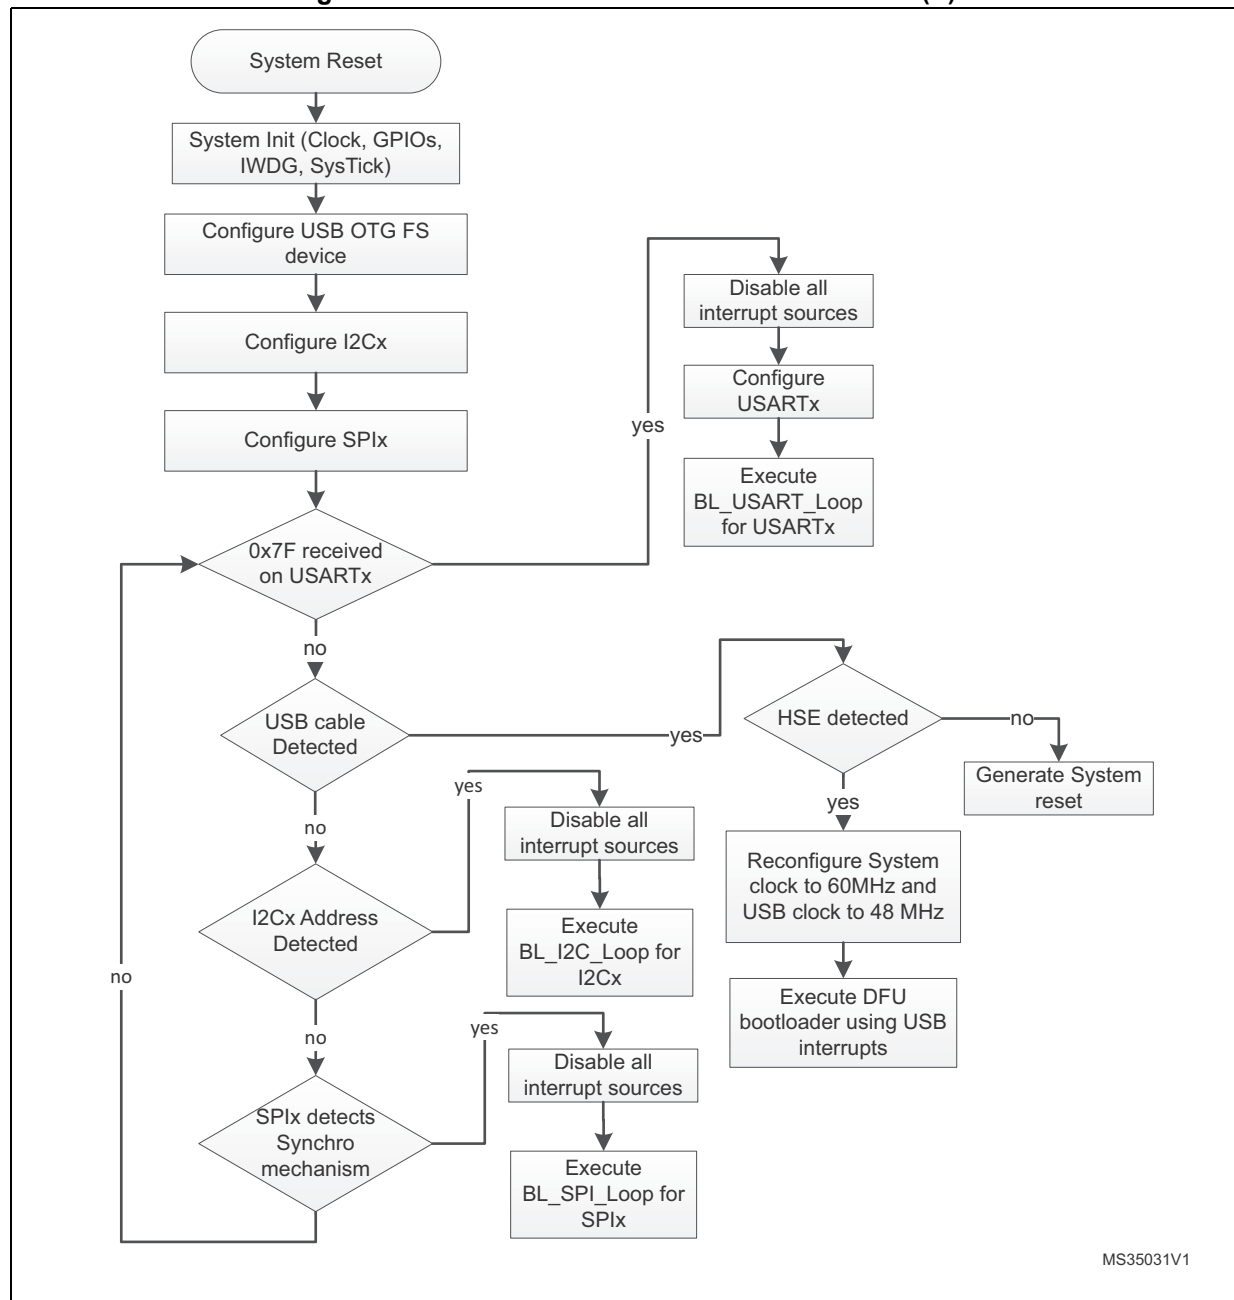 System Reset
System Init (Clock, GPIOs,
IWDG, SysTick)
Configure USB OTG FS
device
Configure I2Cx
Configure SPIx
0x7F received
on USARTx
yes
Disable all
interrupt sources
Configure
USARTx
Execute
BL_USART_Loop
for USARTx
no
USB cable
Detected
yes
HSE detected
no
Generate System
reset
yes
Reconfigure System
clock to 60MHz and
USB clock to 48 MHz
Execute DFU
bootloader using USB
interrupts
no
I2Cx Address
Detected
yes
Disable all
interrupt sources
Execute
BL_I2C_Loop for
I2Cx
no
SPIx detects
Synchro
mechanism
yes
Disable all
interrupt sources
Execute
BL_SPI_Loop for
SPIx
no
MS35031V1